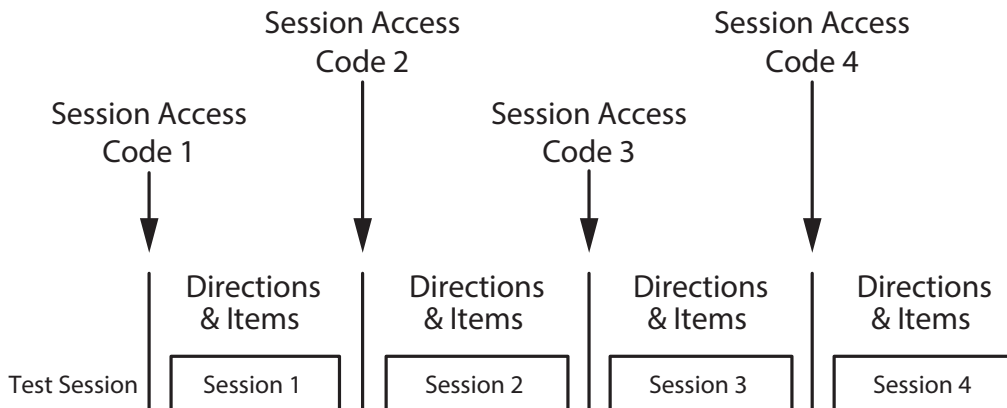 Session Access
Code 2
Session Access
Code 4
Session Access
Code 1
Session Access
Code 3
Directions
& Items
Directions
& Items
Directions
& Items
Directions
& Items
Test Session
Session 1
Session 2
Session 3
Session 4